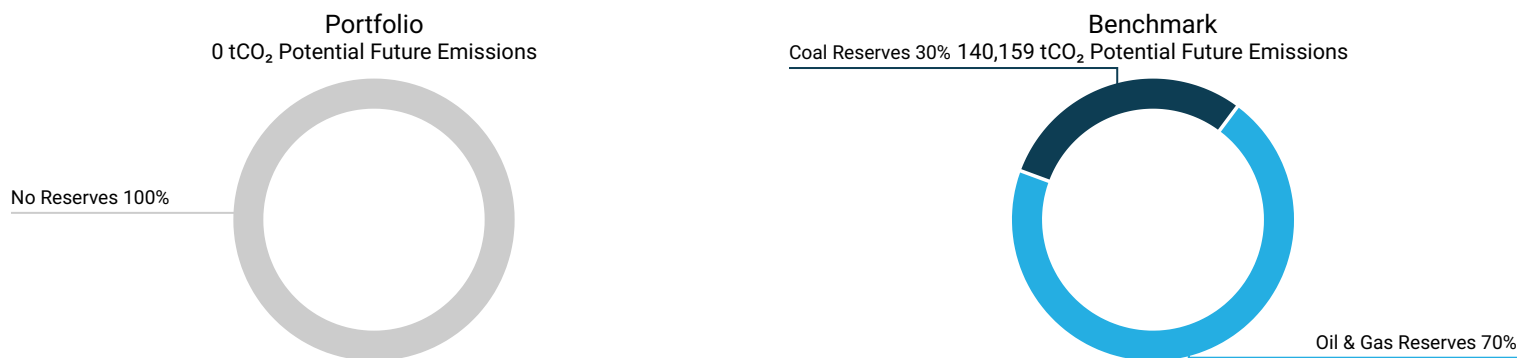 Portfolio
0 tCO₂ Potential Future Emissions
No Reserves 100%
Benchmark
140,159 tCO₂ Potential Future Emissions
Coal Reserves 30%
Oil & Gas Reserves 70%